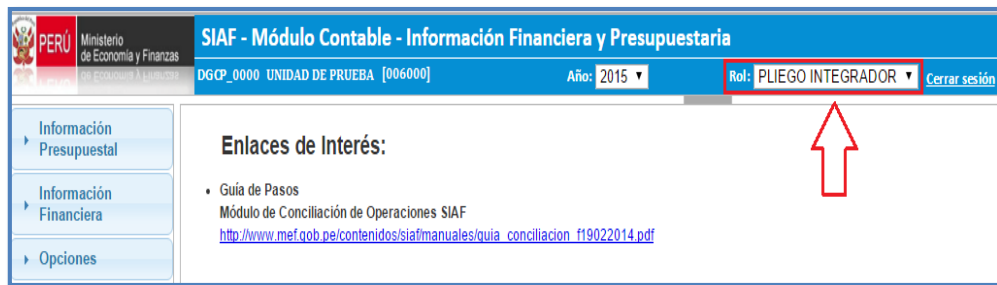 PERÚ
Ministerio
de Economía y Finanzas
SIAF - Módulo Contable - Información Financiera y Presupuestaria
DGCP_0000 UNIDAD DE PRUEBA [006000]
Año: 2015
Rol: PLIEGO INTEGRADOR
Cerrar sesión
Información
Presupuestal
Información
Financiera
Opciones
Enlaces de Interés:
• Guía de Pasos
Módulo de Conciliación de Operaciones SIAF
http://www.mef.gob.pe/contenidos/siaf/manuales/guia_conciliacion_f19022014.pdf